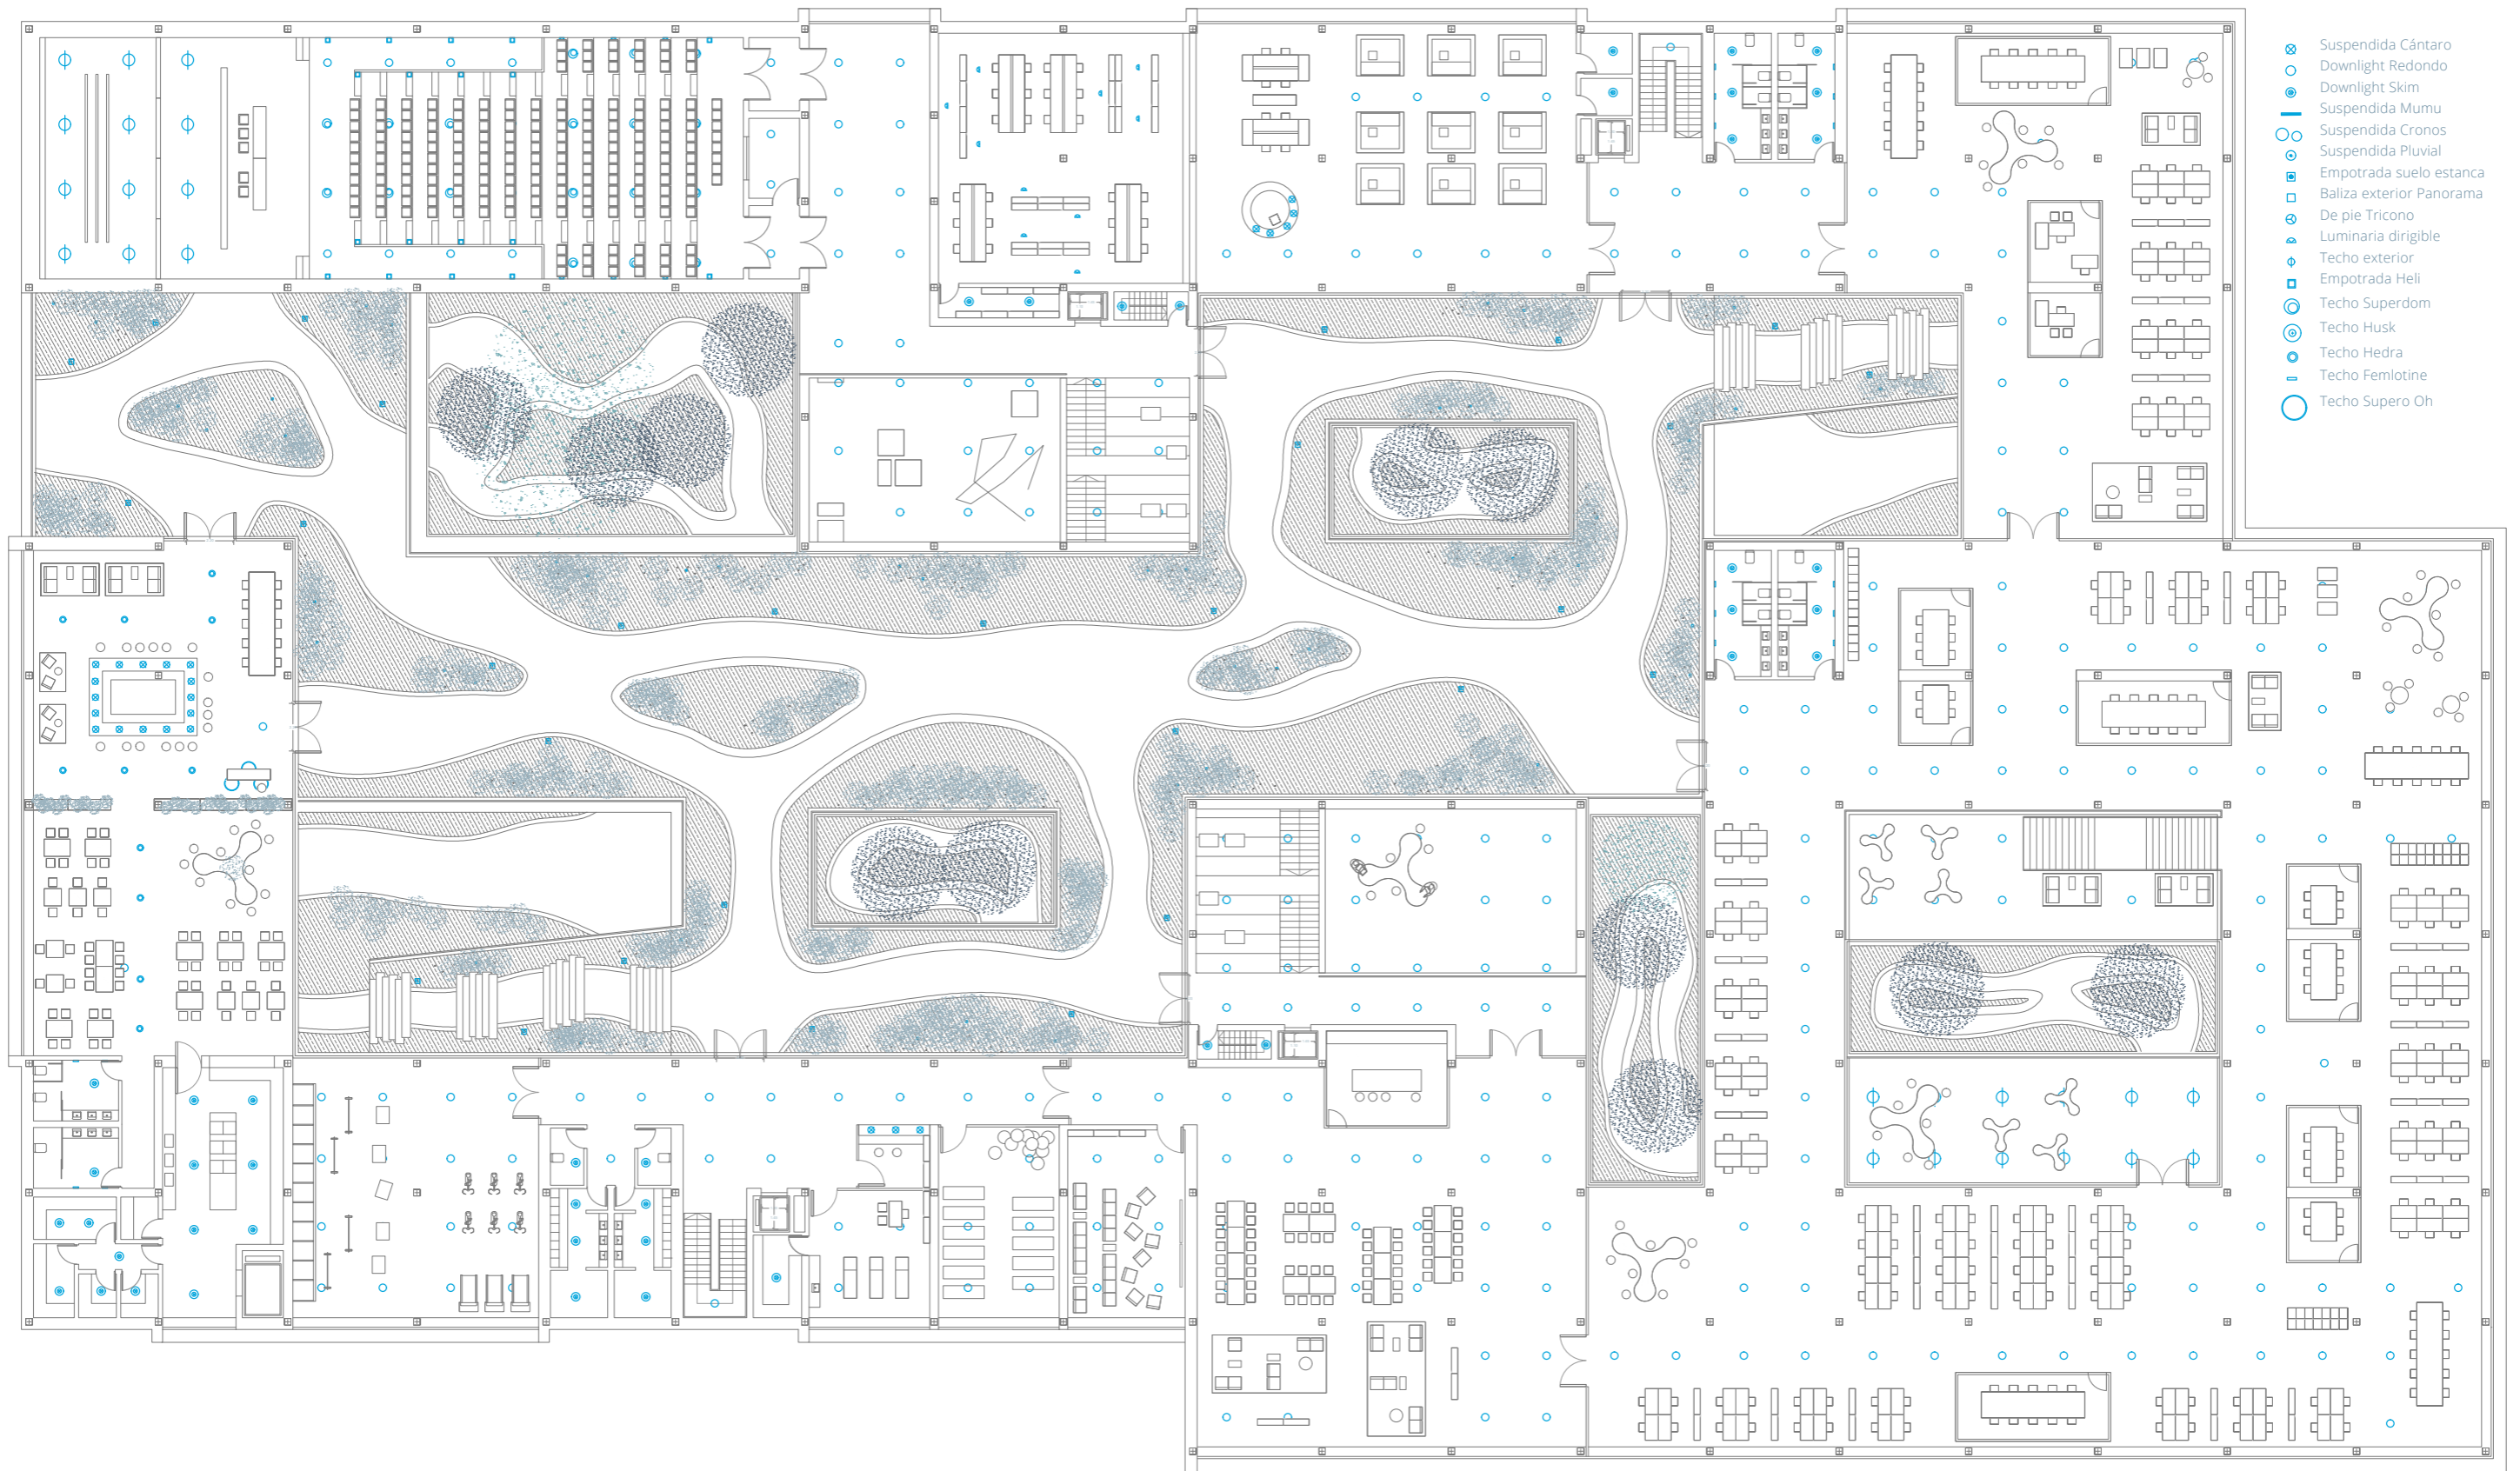 Suspendida Cántaro
Downlight Redondo
Downlight Skim
Suspendida Mumu
Suspendida Cronos
Suspendida Pluvial
Empotrada suelo estanca
Baliza exterior Panorama
De pie Tricono
Luminaria dirigible
Techo exterior
Empotrada Heli
Techo Superdom
Techo Husk
Techo Hedra
Techo Femlotine
Techo Supero Oh